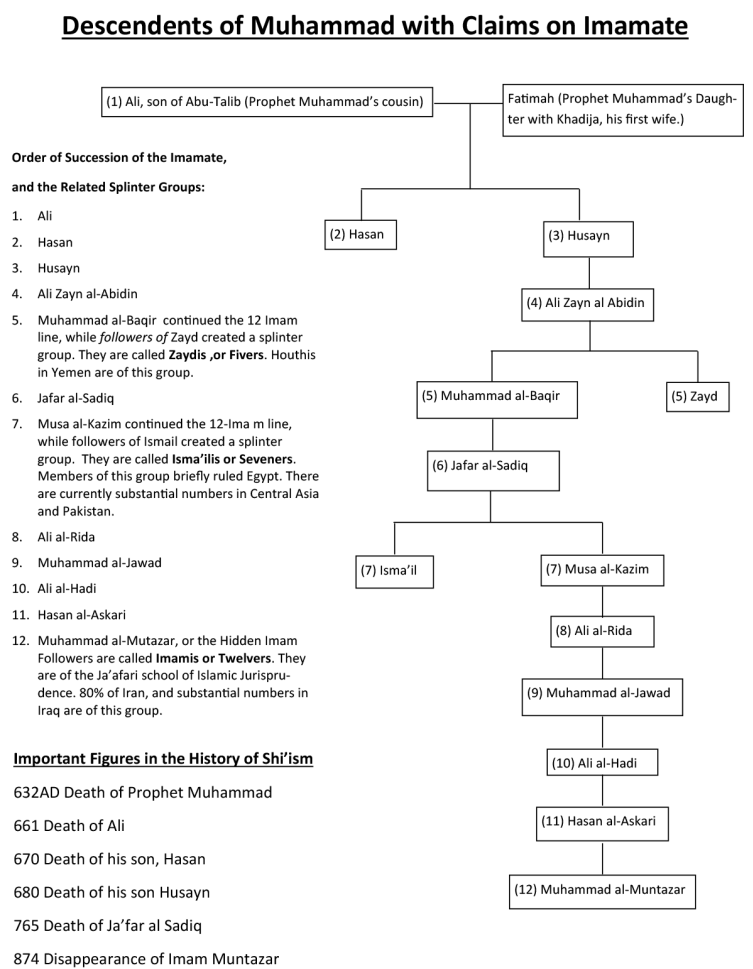 Descendents of Muhammad with Claims on Imamate
(1) Ali, son of Abu-Talib (Prophet Muhammad's cousin)
Fatimah (Prophet Muhammad's Daugh-
ter with Khadija, his first wife.)
Order of Succession of the Imamate,
and the Related Splinter Groups:
1. Ali
2. Hasan
3. Husayn
4. Ali Zayn al-Abidin
5. Muhammad al-Baqir continued the 12 Imam
line, while followers of Zayd created a splinter
group. They are called Zaydis ,or Fivers. Houthis
in Yemen are of this group.
6. Jafar al-Sadiq
7. Musa al-Kazim continued the 12-Ima m line,
while followers of Ismail created a splinter
group. They are called Isma'ilis or Seveners.
Members of this group briefly ruled Egypt. There
are currently substantial numbers in Central Asia
and Pakistan.
8. Ali al-Rida
9. Muhammad al-Jawad
10. Ali al-Hadi
11. Hasan al-Askari
12. Muhammad al-Mutazar, or the Hidden Imam
Followers are called Imamis or Twelvers. They
are of the Ja'afari school of Islamic Jurispru-
dence. 80% of Iran, and substantial numbers in
Iraq are of this group.
Important Figures in the History of Shi'ism
632AD Death of Prophet Muhammad
661 Death of Ali
670 Death of his son, Hasan
680 Death of his son Husayn
765 Death of Ja'far al Sadiq
874 Disappearance of Imam Muntazar
(2) Hasan
(3) Husayn
(4) Ali Zayn al Abidin
(5) Muhammad al-Baqir
(5) Zayd
(6) Jafar al-Sadiq
(7) Isma'il
(7) Musa al-Kazim
(8) Ali al-Rida
(9) Muhammad al-Jawad
(10) Ali al-Hadi
(11) Hasan al-Askari
(12) Muhammad al-Muntazar